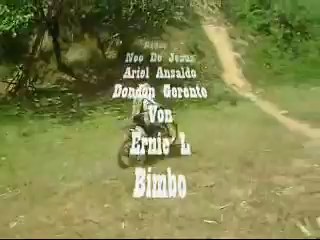 Neo De Jesus
Ariel Ansaldo
Dondon Gerente
Von
Ernie L
Bimbo